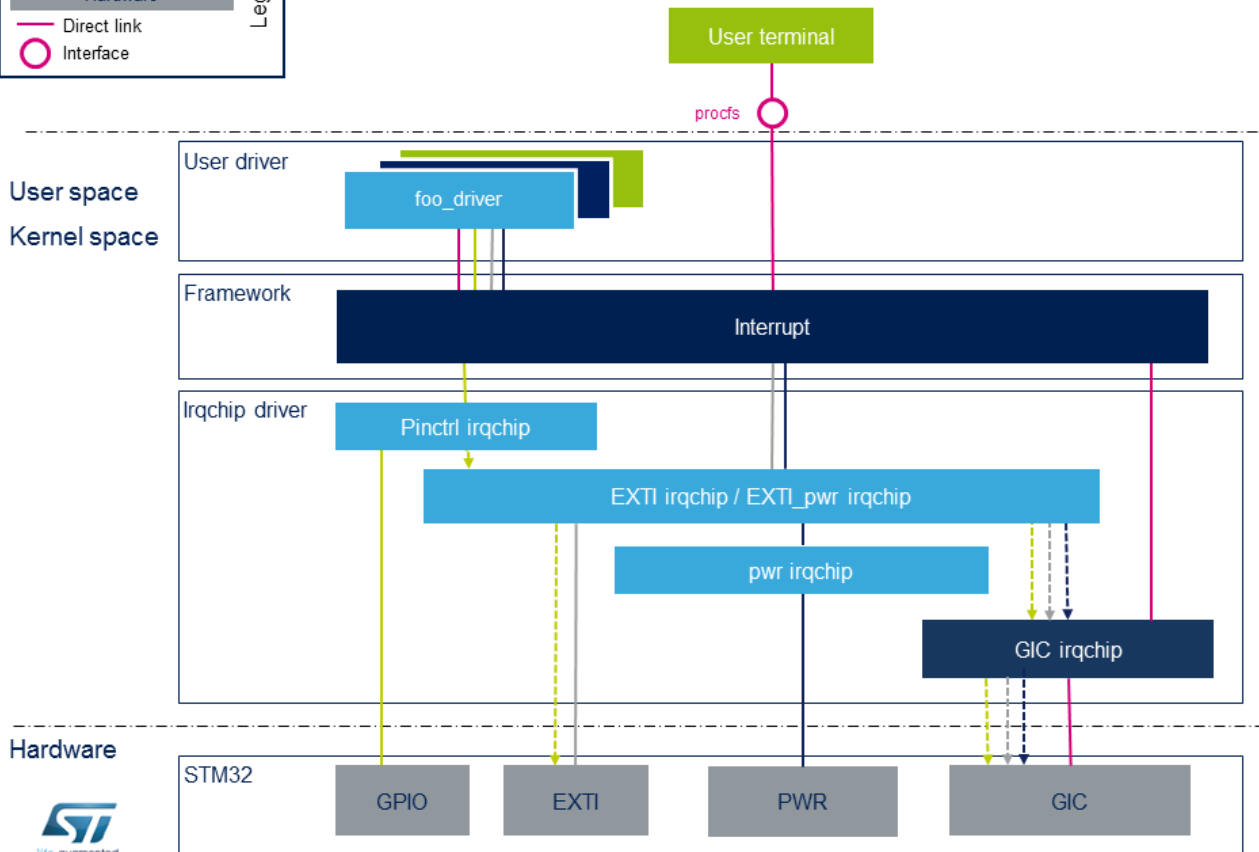 Direct link
Interface
User terminal
procfs
User driver
foo_driver
User space
Kernel space
Framework
Interrupt
Irqchip driver
Pinctrl irqchip
EXTI irqchip / EXTI_pwr irqchip
pwr irqchip
GIC irqchip
Hardware
STM32
GPIO
EXTI
PWR
GIC